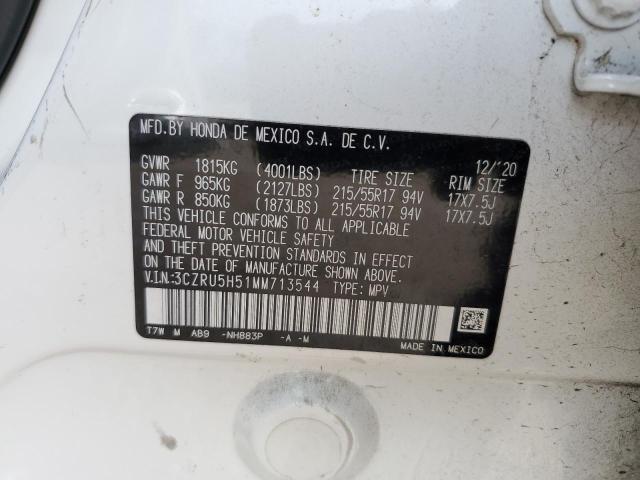 MFD. BY HONDA DE MEXICO S.A. DE C.V.
12/'20
GVWR 1815KG (4001LBS) TIRE SIZE RIM SIZE
GAWR F 965KG (2127LBS) 215/55R17 94V 17X7.5J
GAWR R 850KG (1873LBS) 215/55R17 94V 17X7.5J
THIS VEHICLE CONFORMS TO ALL APPLICABLE
FEDERAL MOTOR VEHICLE SAFETY
AND THEFT PREVENTION STANDARDS IN EFFECT
ON THE DATE OF MANUFACTURE SHOWN ABOVE.
V.I.N:3CZRU5H51MM713544 TYPE: MPV
T7W M AB9 -NH883P -A -M
MADE IN MEXICO